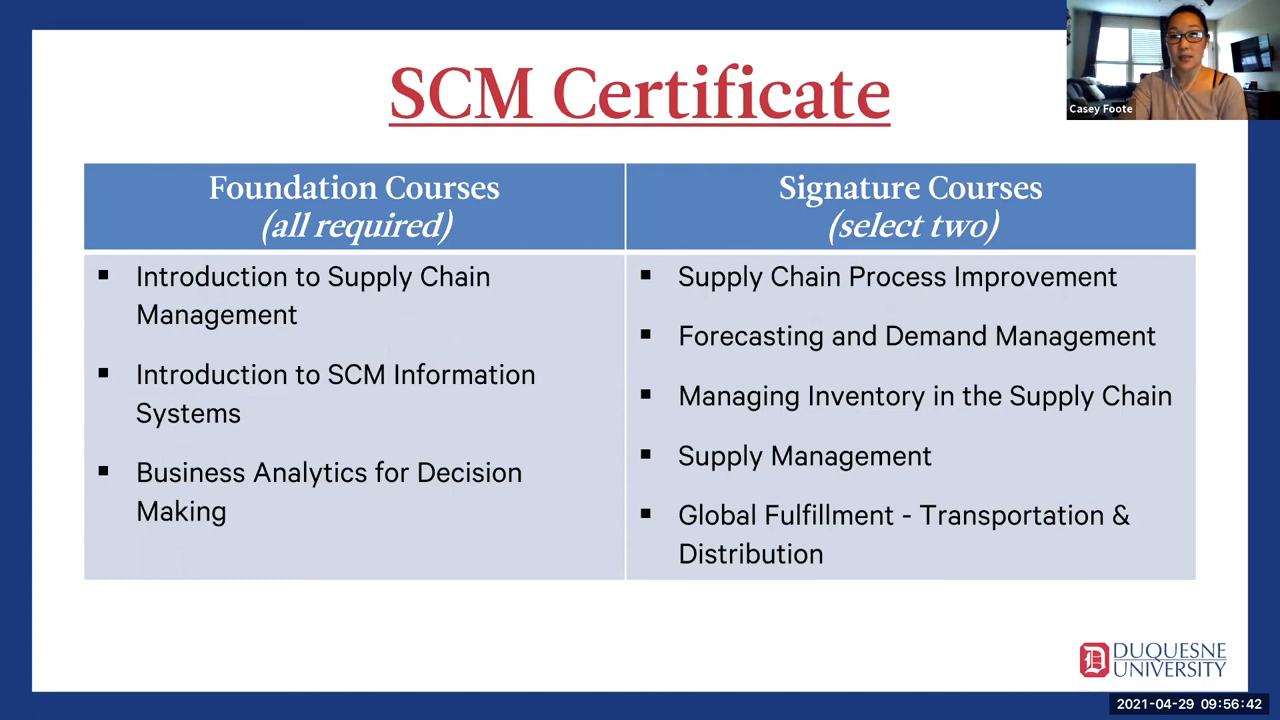 SCM Certificate
Casey Foote
Foundation Courses
(all required)
Signature Courses
(select two)
▪ Introduction to Supply Chain
Management
▪ Introduction to SCM Information
Systems
▪ Business Analytics for Decision
Making
▪ Supply Chain Process Improvement
▪ Forecasting and Demand Management
▪ Managing Inventory in the Supply Chain
▪ Supply Management
▪ Global Fulfillment - Transportation &
Distribution
D
DUQUESNE
UNIVERSITY
2021-04-29 09:56:42